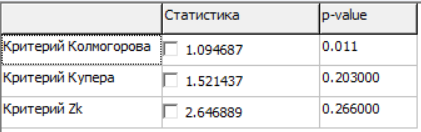 Статистика p-value
Критерий Колмогорова 1.094687 0.011
Критерий Купера 1.521437 0.203000
Критерий Zk 2.646889 0.266000